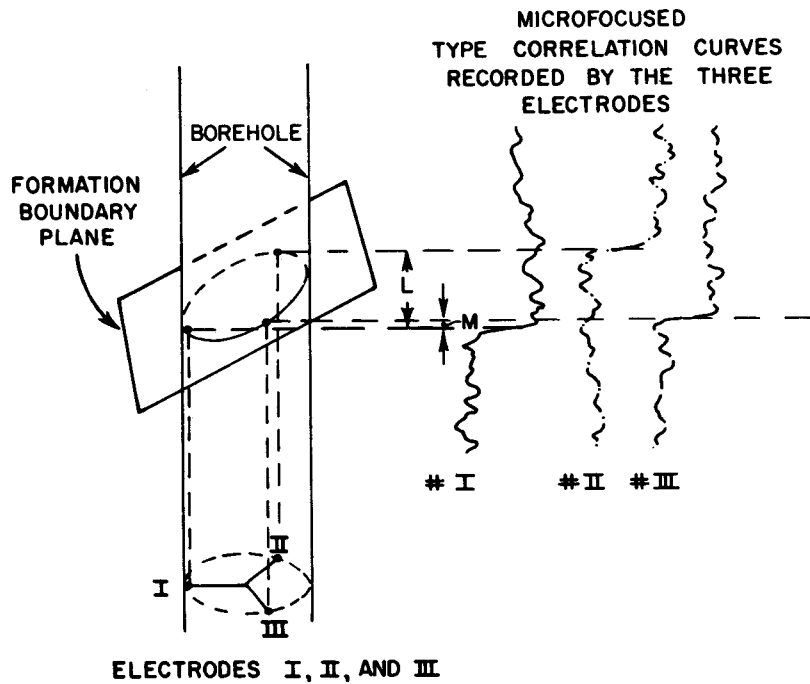 MICROFOCUSED
TYPE CORRELATION CURVES
RECORDED BY THE THREE
ELECTRODES
BOREHOLE
FORMATION
BOUNDARY
PLANE
L
M
# I
# II
# III
I
II
III
ELECTRODES I, II, AND III